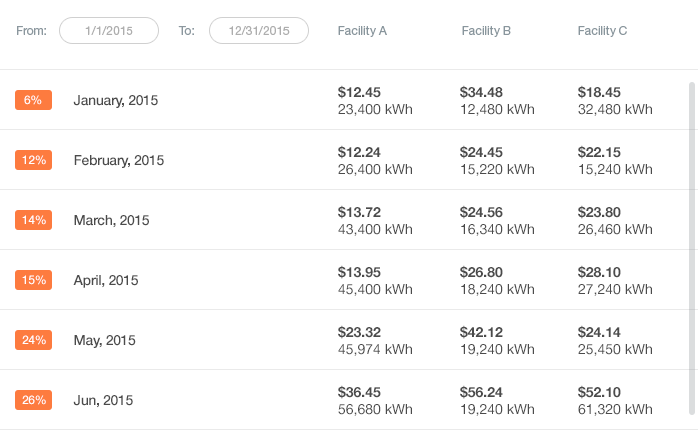 From: 1/1/2015 To: 12/31/2015 Facility A Facility B Facility C
6% January, 2015 $12.45 $34.48 $18.45
23,400 kWh 12,480 kWh 32,480 kWh
12% February, 2015 $12.24 $24.45 $22.15
26,400 kWh 15,220 kWh 15,240 kWh
14% March, 2015 $13.72 $24.56 $23.80
43,400 kWh 16,340 kWh 26,460 kWh
15% April, 2015 $13.95 $26.80 $28.10
45,400 kWh 18,240 kWh 27,240 kWh
24% May, 2015 $23.32 $42.12 $24.14
45,974 kWh 19,240 kWh 25,450 kWh
26% Jun, 2015 $36.45 $56.24 $52.10
56,680 kWh 19,240 kWh 61,320 kWh